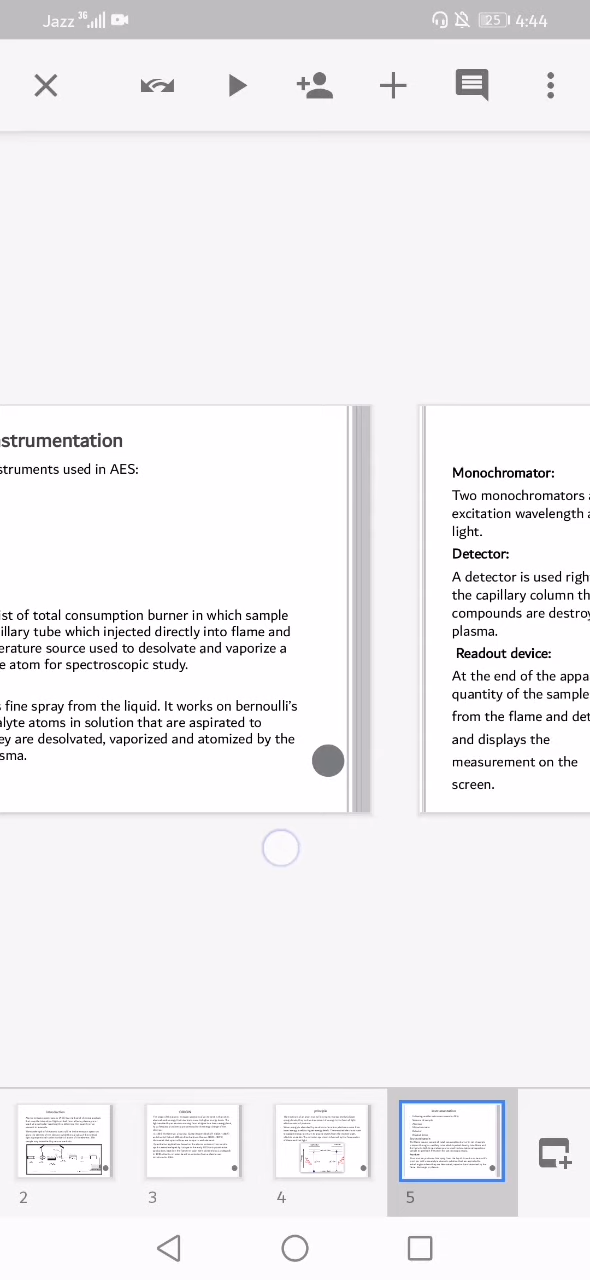 Jazz 3G 25 4:44
nstrumentation
struments used in AES:
ist of total consumption burner in which sample
illary tube which injected directly into flame and
erature source used to desolvate and vaporize a
e atom for spectroscopic study.
s fine spray from the liquid. It works on bernoulli's
alyte atoms in solution that are aspirated to
ey are desolvated, vaporized and atomized by the
sma.
Monochromator:
Two monochromators a
excitation wavelength a
light.
Detector:
A detector is used righ
the capillary column th
compounds are destroy
plasma.
Readout device:
At the end of the appa
quantity of the sample
from the flame and det
and displays the
measurement on the
screen.
2 3 4 5